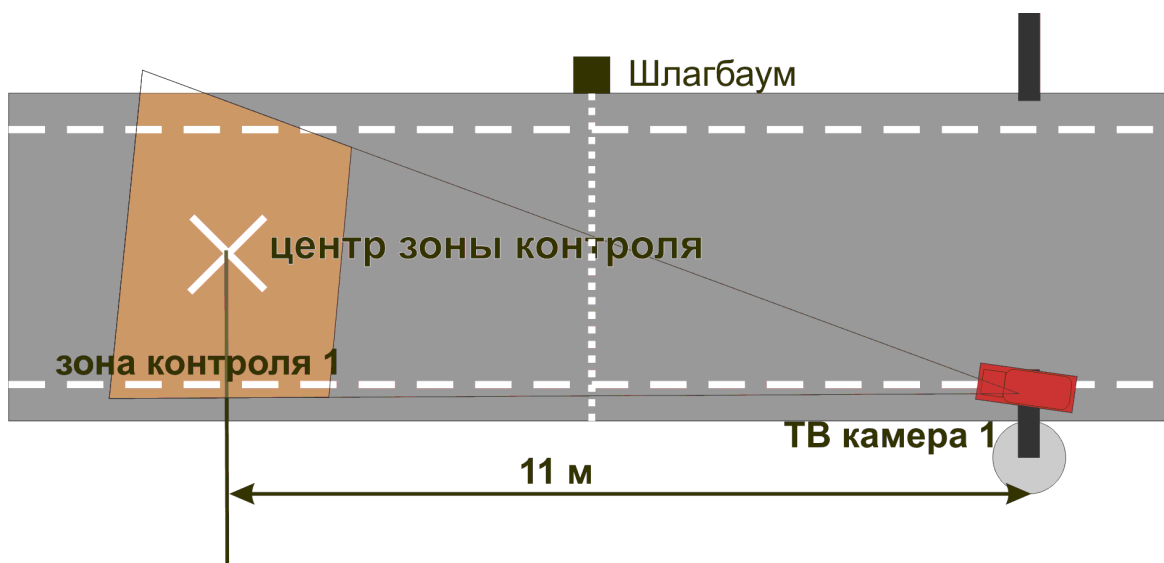 Шлагбаум
центр зоны контроля
зона контроля 1
ТВ камера 1
11 м